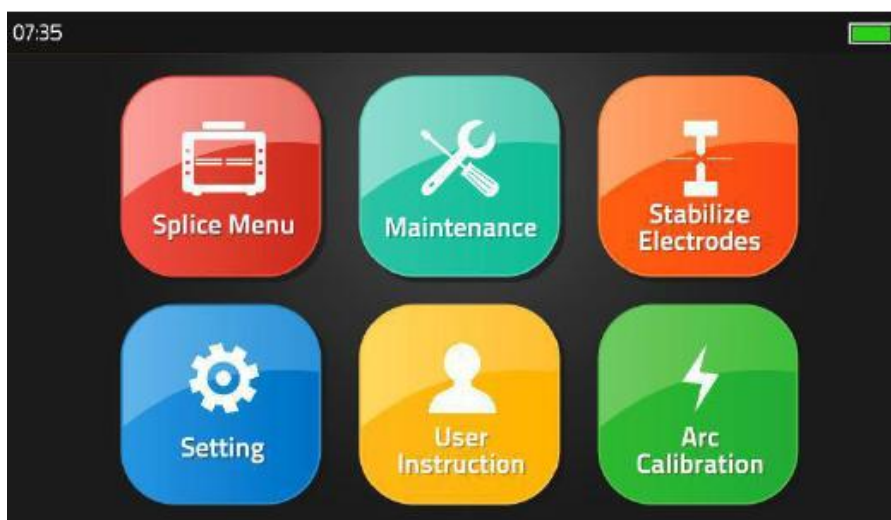 07:35
Splice Menu
Maintenance
Stabilize
Electrodes
Setting
User
Instruction
Arc
Calibration